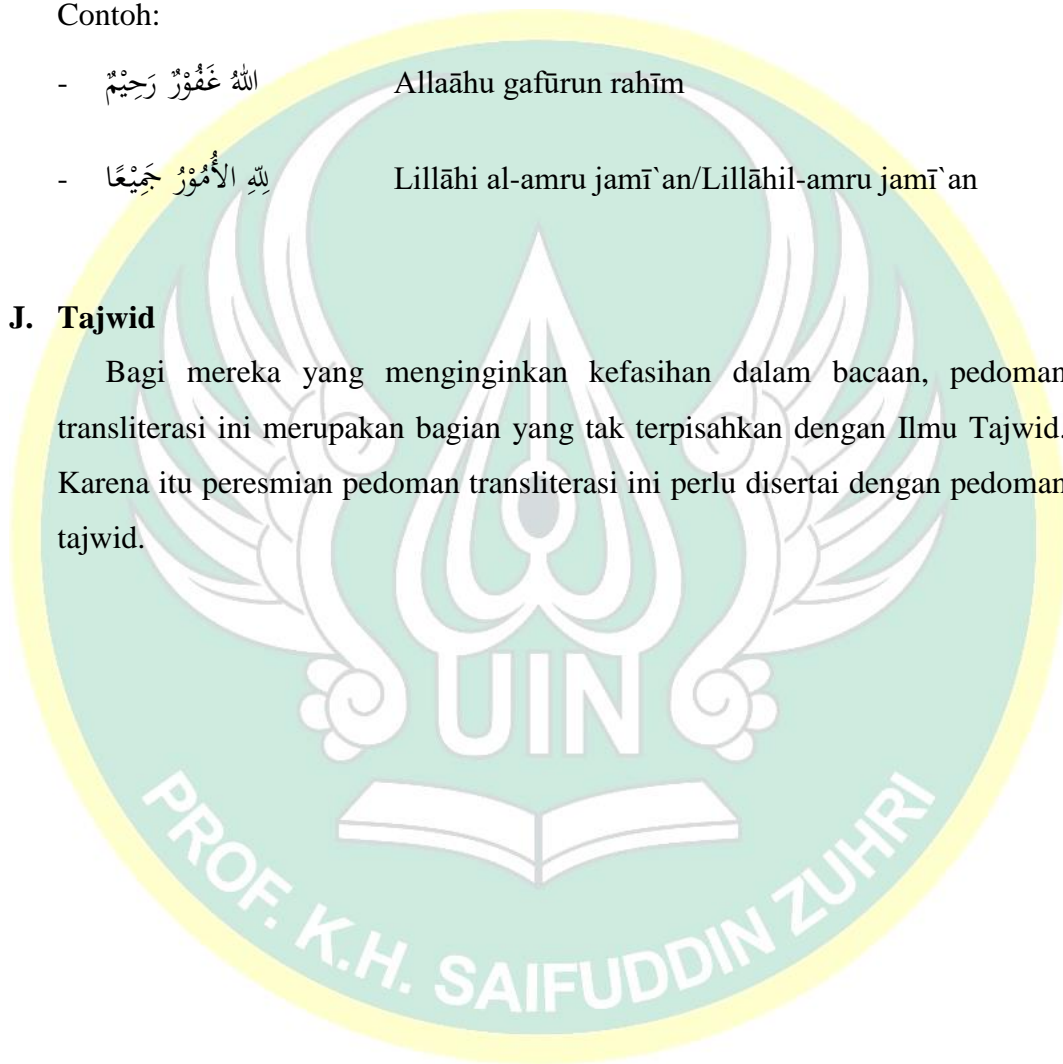 Contoh:
- اللهُ غَفُوْرٌ رَحِيْمٌ Allaāhu gafūrun rahīm
- لِلّهِ الأُمُوْرُ جَمِيْعًا Lillāhi al-amru jamī`an/Lillāhil-amru jamī`an
J. Tajwid
Bagi mereka yang menginginkan kefasihan dalam bacaan, pedoman
transliterasi ini merupakan bagian yang tak terpisahkan dengan Ilmu Tajwid.
Karena itu peresmian pedoman transliterasi ini perlu disertai dengan pedoman
tajwid.
UIN
PROF. K.H. SAIFUDDIN ZUHRI